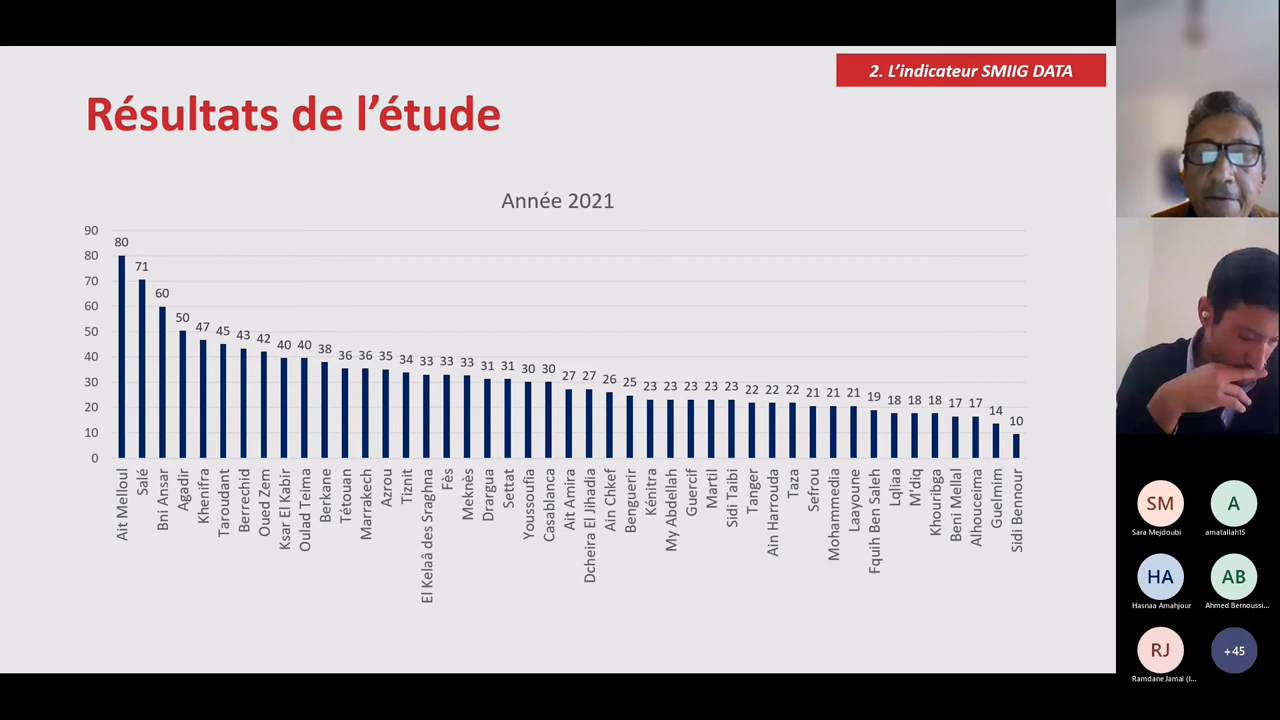 2. L'indicateur SMIIG DATA
Résultats de l'étude
Année 2021
90
80
70
60
50
40
30
20
10
0
80 71 60 50 47 45 43 42 40 40 38 36 36 35 34 33 33 33 31 31 30 30 27 27 26 25 23 23 23 23 23 22 22 22 21 21 21 19 18 18 18 17 17 14 10
Ait Melloul
Salé
Bni Ansar
Agadir
Khenifra
Taroudant
Berrechid
Oued Zem
Ksar El Kabir
Oulad Teima
Berkane
Tétouan
Marrakech
Azrou
Tiznit
El Kelaâ des Sraghna
Fès
Meknès
Drargua
Settat
Youssoufia
Casablanca
Ait Amira
Dcheira El Jihadia
Ain Chkef
Benguerir
Kénitra
My Abdellah
Guercif
Martil
Sidi Taibi
Tanger
Ain Harrouda
Taza
Sefrou
Mohammedia
Laayoune
Fquih Ben Saleh
Lqliaa
M'diq
Khouribga
Beni Mellal
Alhouceima
Guelmim
Sidi Bennour
SM
Sara Mejdoubi
A
amatallah15
HA
Hasnaa Amahjour
AB
Ahmed Bernoussi...
RJ
Ramdane Jamal (I...
+45